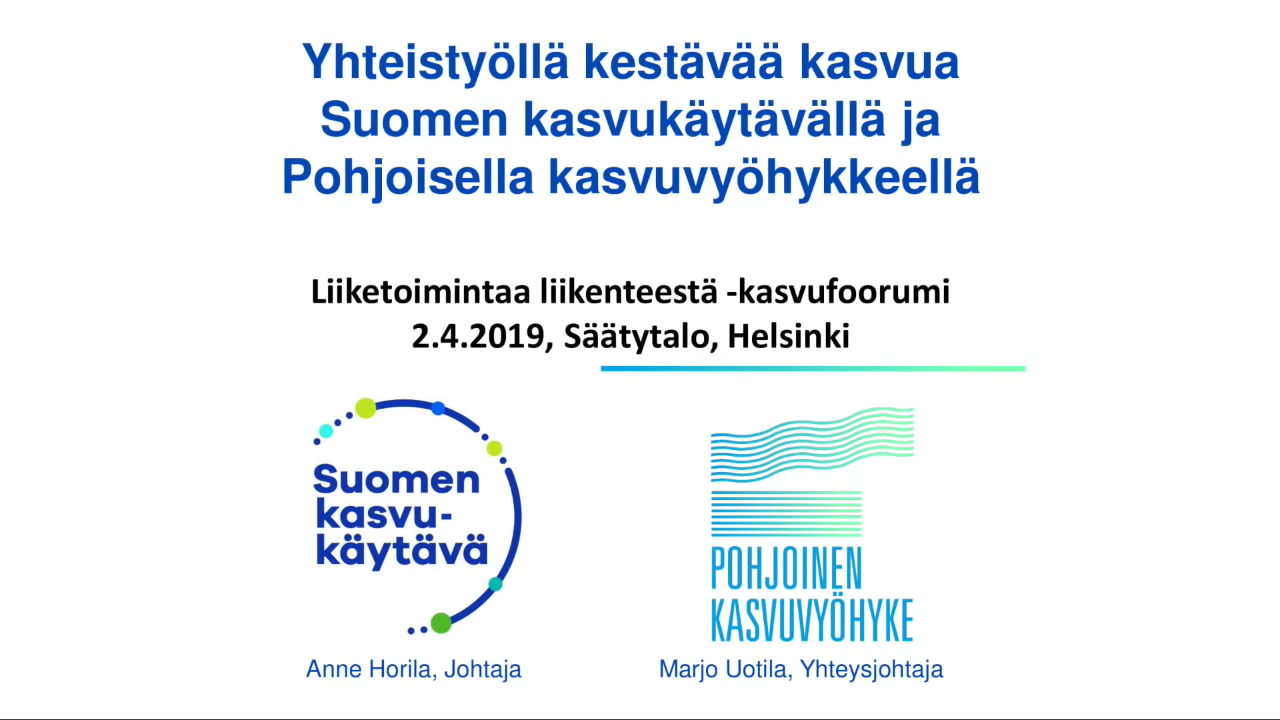 Yhteistyöllä kestävää kasvua
Suomen kasvukäytävällä ja
Pohjoisella kasvuvyöhykkeellä
Liiketoimintaa liikenteestä -kasvufoorumi
2.4.2019, Säätytalo, Helsinki
Suomen
kasvu-
käytävä
POHJOINEN
KASVUVYÖHYKE
Anne Horila, Johtaja
Marjo Uotila, Yhteysjohtaja